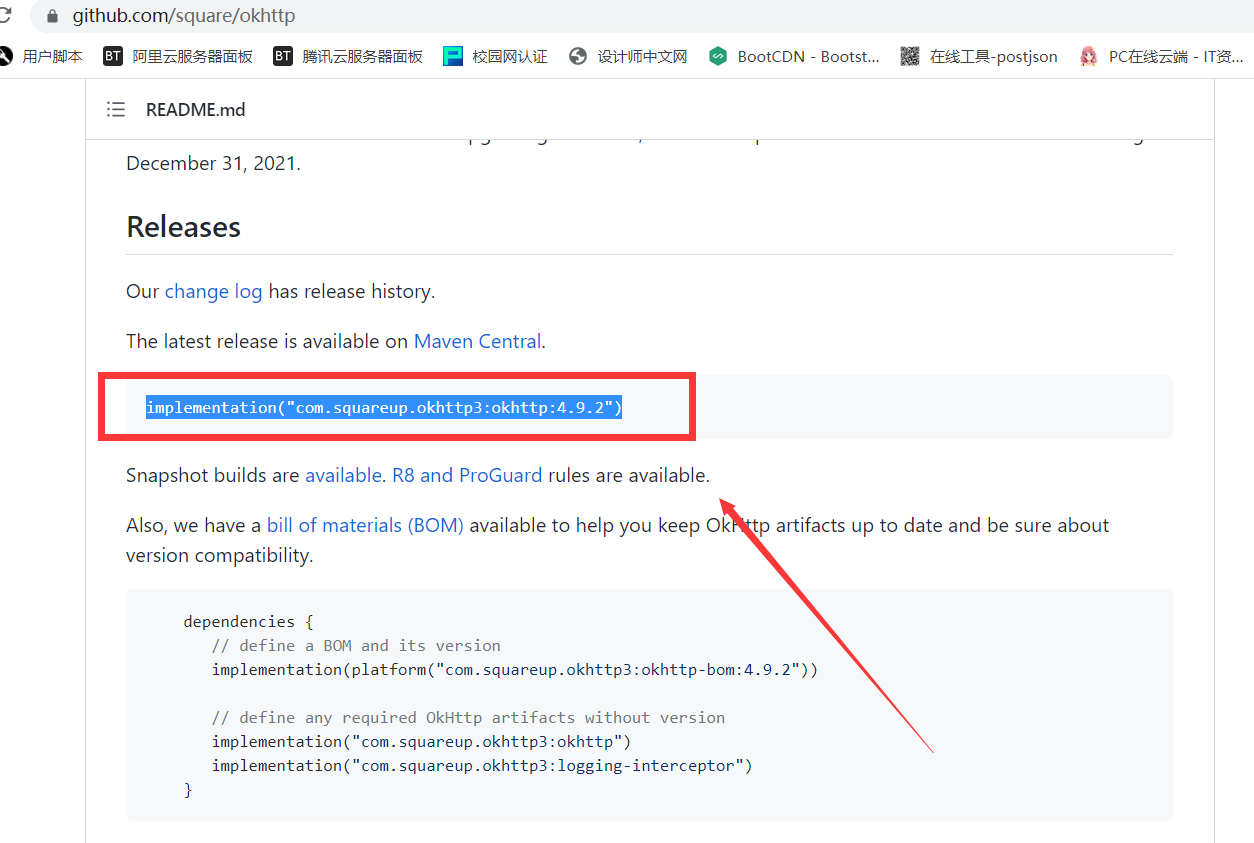 github.com/square/okhttp
用户脚本 BT 阿里云服务器面板 BT 腾讯云服务器面板 校园网认证 设计师中文网 BootCDN - Bootst... 在线工具-postjson PC在线云端 - IT资...
README.md
December 31, 2021.
Releases
Our change log has release history.
The latest release is available on Maven Central.
implementation("com.squareup.okhttp3:okhttp:4.9.2")
Snapshot builds are available. R8 and ProGuard rules are available.
Also, we have a bill of materials (BOM) available to help you keep OkHttp artifacts up to date and be sure about
version compatibility.
dependencies {
// define a BOM and its version
implementation(platform("com.squareup.okhttp3:okhttp-bom:4.9.2"))
// define any required OkHttp artifacts without version
implementation("com.squareup.okhttp3:okhttp")
implementation("com.squareup.okhttp3:logging-interceptor")
}